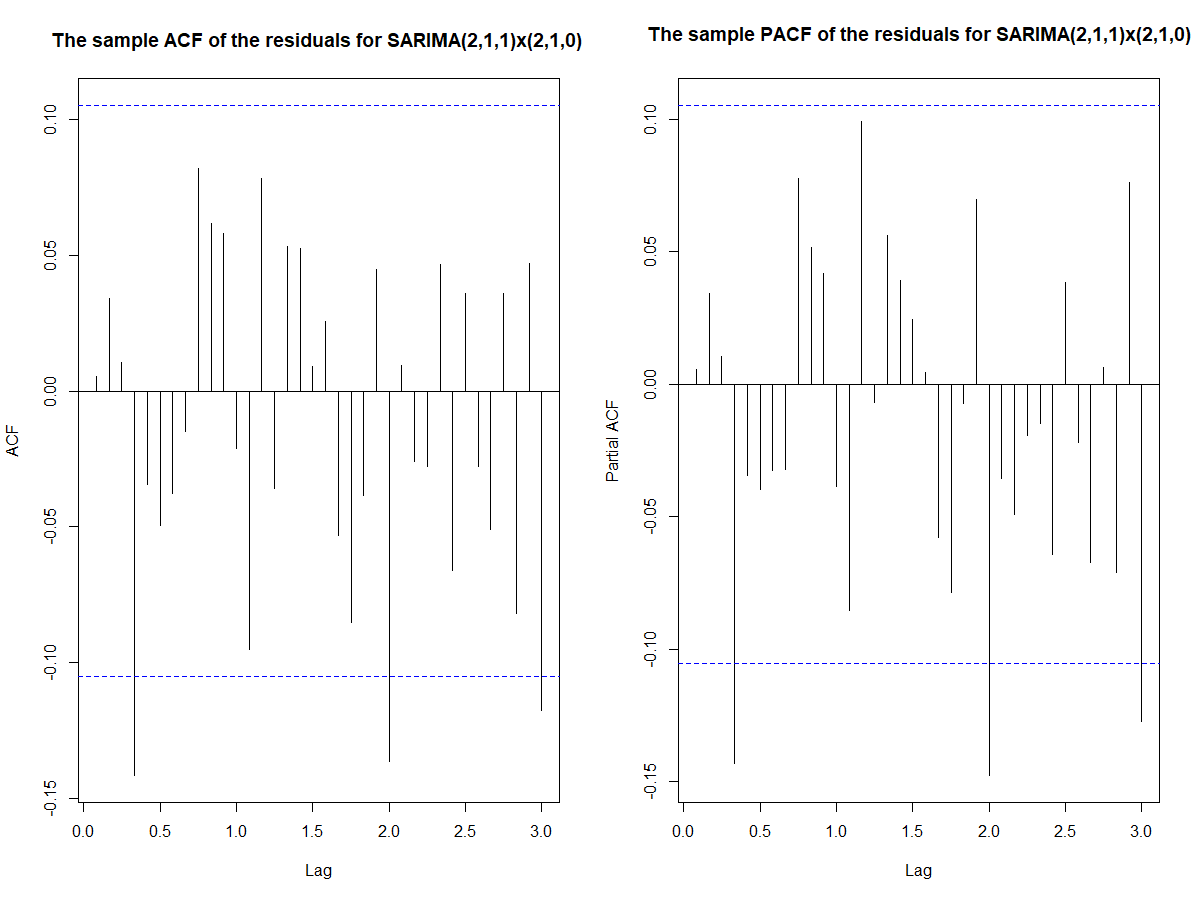 The sample ACF of the residuals for SARIMA(2,1,1)x(2,1,0)
ACF
0.10
0.05
0.00
-0.05
-0.10
-0.15
0.0 0.5 1.0 1.5 2.0 2.5 3.0
Lag
The sample PACF of the residuals for SARIMA(2,1,1)x(2,1,0)
Partial ACF
0.10
0.05
0.00
-0.05
-0.10
-0.15
0.0 0.5 1.0 1.5 2.0 2.5 3.0
Lag